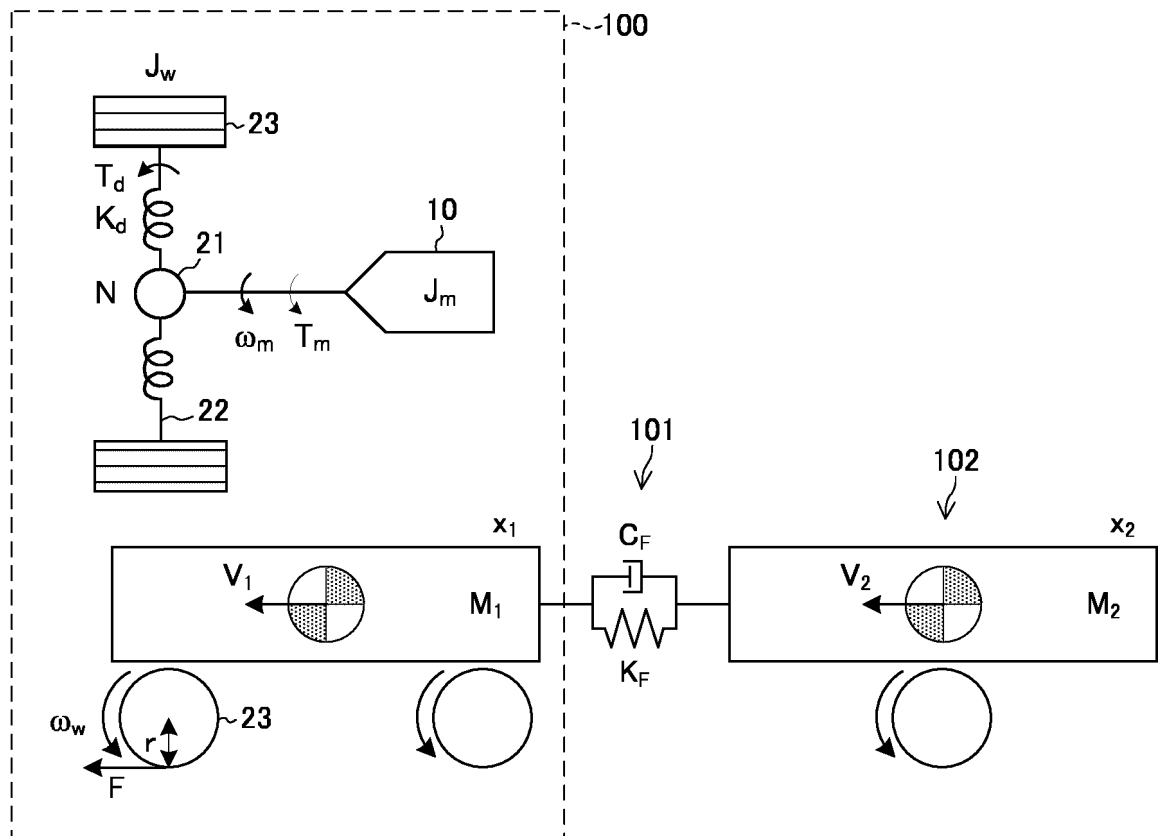 100
J_w
23
T_d
K_d
10
21
N
J_m
ω_m
T_m
22
101
102
x_1
C_F
x_2
V_1
M_1
V_2
M_2
K_F
ω_w
r
23
F